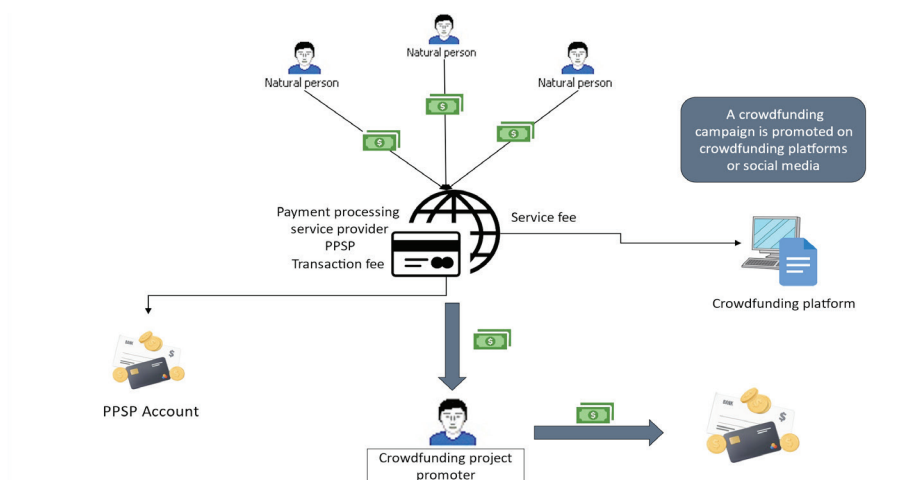 Natural person
Natural person
Natural person
A crowdfunding
campaign is promoted on
crowdfunding platforms
or social media
Payment processing
service provider
PPSP
Transaction fee
Service fee
Crowdfunding platform
PPSP Account
Crowdfunding project
promoter